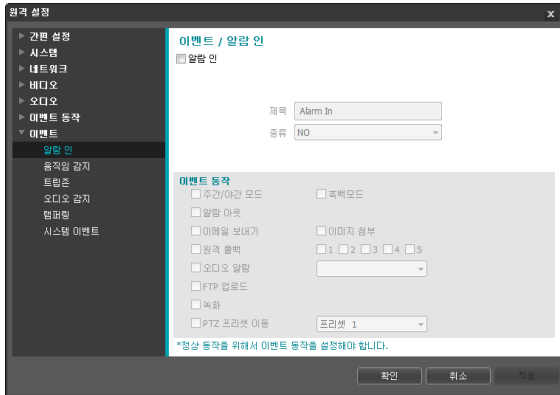 원격 설정
x
간편 설정
시스템
네트워크
비디오
오디오
이벤트 동작
이벤트
알람 인
움직임 감지
트립존
오디오 감지
탬퍼링
시스템 이벤트
이벤트 / 알람 인
알람 인
제목 Alarm In
종류 NO
이벤트 동작
주간/야간 모드 흑백모드
알람 아웃
이메일 보내기 이미지 첨부
원격 콜백 1 2 3 4 5
오디오 알람
FTP 업로드
녹화
PTZ 프리셋 이동 프리셋 1
*정상 동작을 위해서 이벤트 동작을 설정해야 합니다.
확인 취소 적용